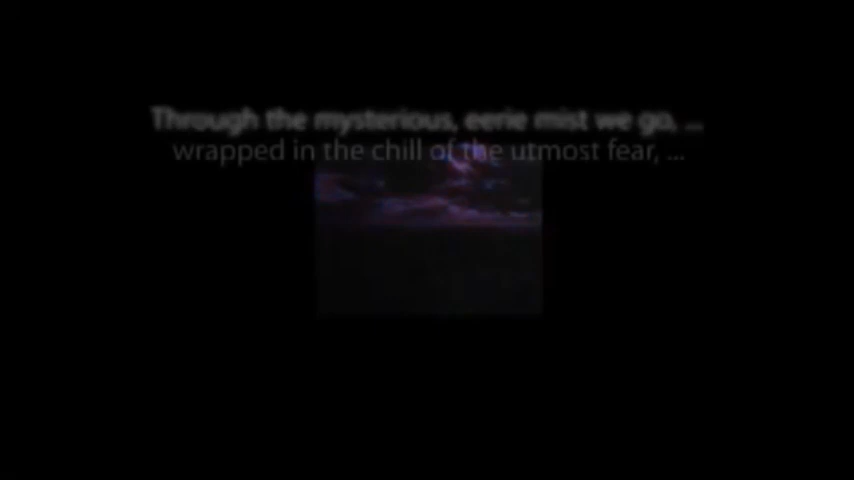 Through the mysterious, eerie mist we go, ...
wrapped in the chill of the utmost fear, ...